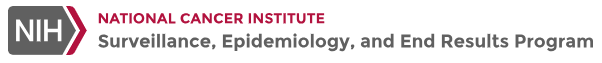 NIH
NATIONAL CANCER INSTITUTE
Surveillance, Epidemiology, and End Results Program